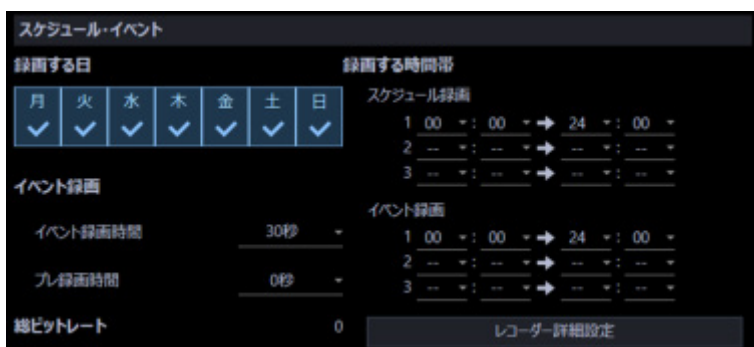 スケジュール・イベント
録画する日
月 火 水 木 金 土 日
イベント録画
イベント録画時間 30秒
プレ録画時間 0秒
総ビットレート 0
録画する時間帯
スケジュール録画
1 00 : 00 → 24 : 00
2 -- : -- → -- : --
3 -- : -- → -- : --
イベント録画
1 00 : 00 → 24 : 00
2 -- : -- → -- : --
3 -- : -- → -- : --
レコーダー詳細設定